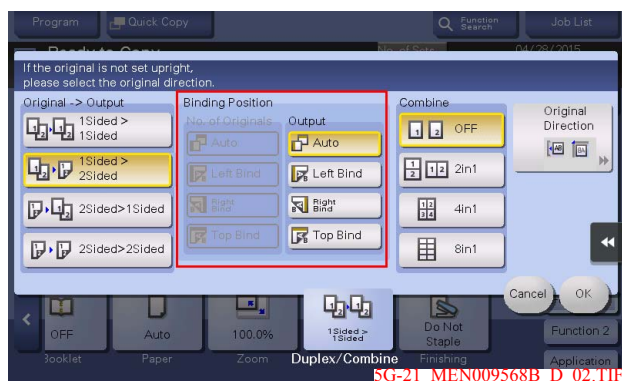 Program
Quick Copy
Function
Search
Job List
Ready to Copy
No. of Sets
04/28/2015
If the original is not set upright,
please select the original direction.
Original -> Output
1Sided >
1Sided
1Sided >
2Sided
2Sided>1Sided
2Sided>2Sided
Binding Position
No. of Originals
Auto
Left Bind
Right
Bind
Top Bind
Output
Auto
Left Bind
Right
Bind
Top Bind
Combine
OFF
2in1
4in1
8in1
Original
Direction
Cancel
OK
OFF
Auto
100.0%
1Sided >
1Sided
Do Not
Staple
Function 2
Booklet
Paper
Zoom
Duplex/Combine
Finishing
Application
5G-21 MEN009568B D 02.TIF